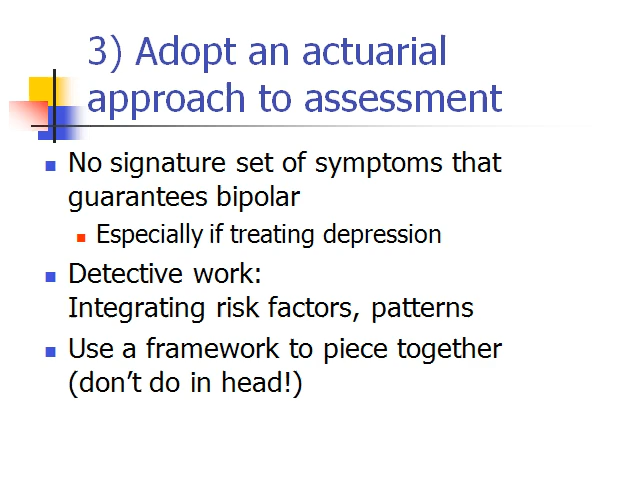 3) Adopt an actuarial
approach to assessment
No signature set of symptoms that
guarantees bipolar
Especially if treating depression
Detective work:
Integrating risk factors, patterns
Use a framework to piece together
(don’t do in head!)